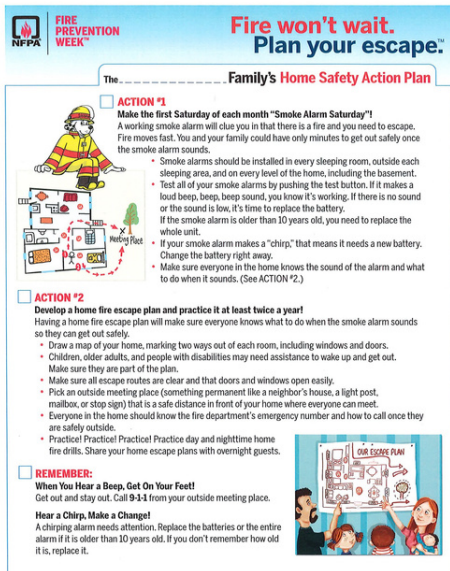 NFPA
FIRE
PREVENTION
WEEK™
Fire won't wait.
Plan your escape.™
The _ _ _ _ _ _ _ _ _ _ _ Family's Home Safety Action Plan
ACTION #1
Make the first Saturday of each month "Smoke Alarm Saturday"!
A working smoke alarm will clue you in that there is a fire and you need to escape.
Fire moves fast. You and your family could have only minutes to get out safely once
the smoke alarm sounds.
• Smoke alarms should be installed in every sleeping room, outside each
sleeping area, and on every level of the home, including the basement.
• Test all of your smoke alarms by pushing the test button. If it makes a
loud beep, beep, beep sound, you know it's working. If there is no sound
or the sound is low, it's time to replace the battery.
If the smoke alarm is older than 10 years old, you need to replace the
whole unit.
• If your smoke alarm makes a "chirp," that means it needs a new battery.
Change the battery right away.
• Make sure everyone in the home knows the sound of the alarm and what
to do when it sounds. (See ACTION #2.)
Meeting Place
ACTION #2
Develop a home fire escape plan and practice it at least twice a year!
Having a home fire escape plan will make sure everyone knows what to do when the smoke alarm sounds
so they can get out safely.
• Draw a map of your home, marking two ways out of each room, including windows and doors.
• Children, older adults, and people with disabilities may need assistance to wake up and get out.
Make sure they are part of the plan.
• Make sure all escape routes are clear and that doors and windows open easily.
• Pick an outside meeting place (something permanent like a neighbor's house, a light post,
mailbox, or stop sign) that is a safe distance in front of your home where everyone can meet.
• Everyone in the home should know the fire department's emergency number and how to call once they
are safely outside.
• Practice! Practice! Practice! Practice day and nighttime home
fire drills. Share your home escape plans with overnight guests.
OUR ESCAPE PLAN
REMEMBER:
When You Hear a Beep, Get On Your Feet!
Get out and stay out. Call 9-1-1 from your outside meeting place.
Hear a Chirp, Make a Change!
A chirping alarm needs attention. Replace the batteries or the entire
alarm if it is older than 10 years old. If you don't remember how old
it is, replace it.